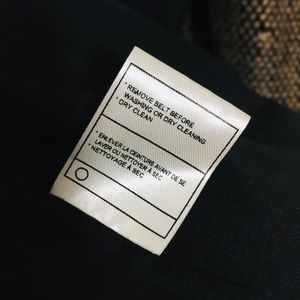 · REMOVE BELT BEFORE
WASHING OR DRY CLEANING
· DRY CLEAN
· ENLEVER LA CEINTURE AVANT DE SE
LAVER OU NETTOYER À SEC
· NETTOYAGE À SEC